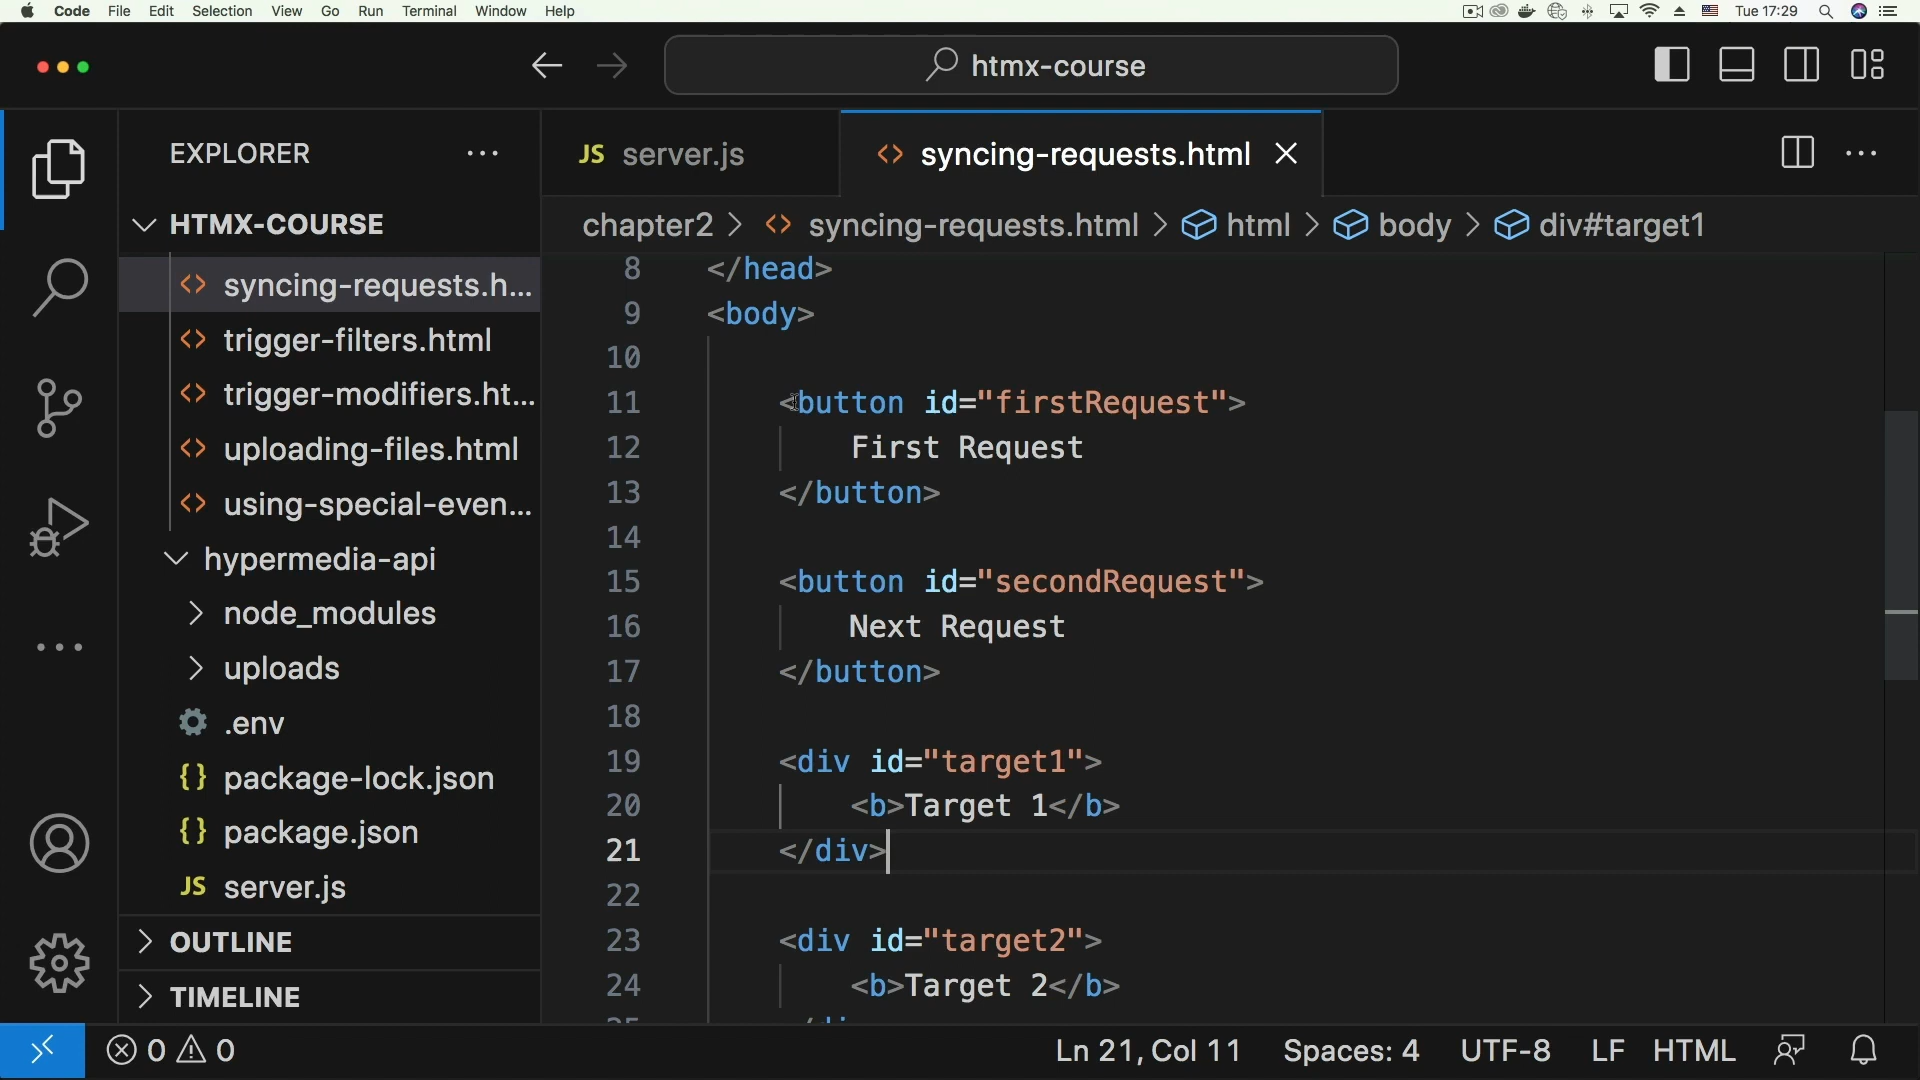 Code File Edit Selection View Go Run Terminal Window Help Tue 17:29
htmx-course
EXPLORER
HTMX-COURSE
syncing-requests.h...
trigger-filters.html
trigger-modifiers.ht...
uploading-files.html
using-special-even...
hypermedia-api
node_modules
uploads
.env
{} package-lock.json
{} package.json
JS server.js
OUTLINE
TIMELINE
JS server.js <> syncing-requests.html
chapter2 > <> syncing-requests.html > html > body > div#target1
8 </head>
9 <body>
10
11 <button id="firstRequest">
12 First Request
13 </button>
14
15 <button id="secondRequest">
16 Next Request
17 </button>
18
19 <div id="target1">
20 <b>Target 1</b>
21 </div>
22
23 <div id="target2">
24 <b>Target 2</b>
0 0 Ln 21, Col 11 Spaces: 4 UTF-8 LF HTML